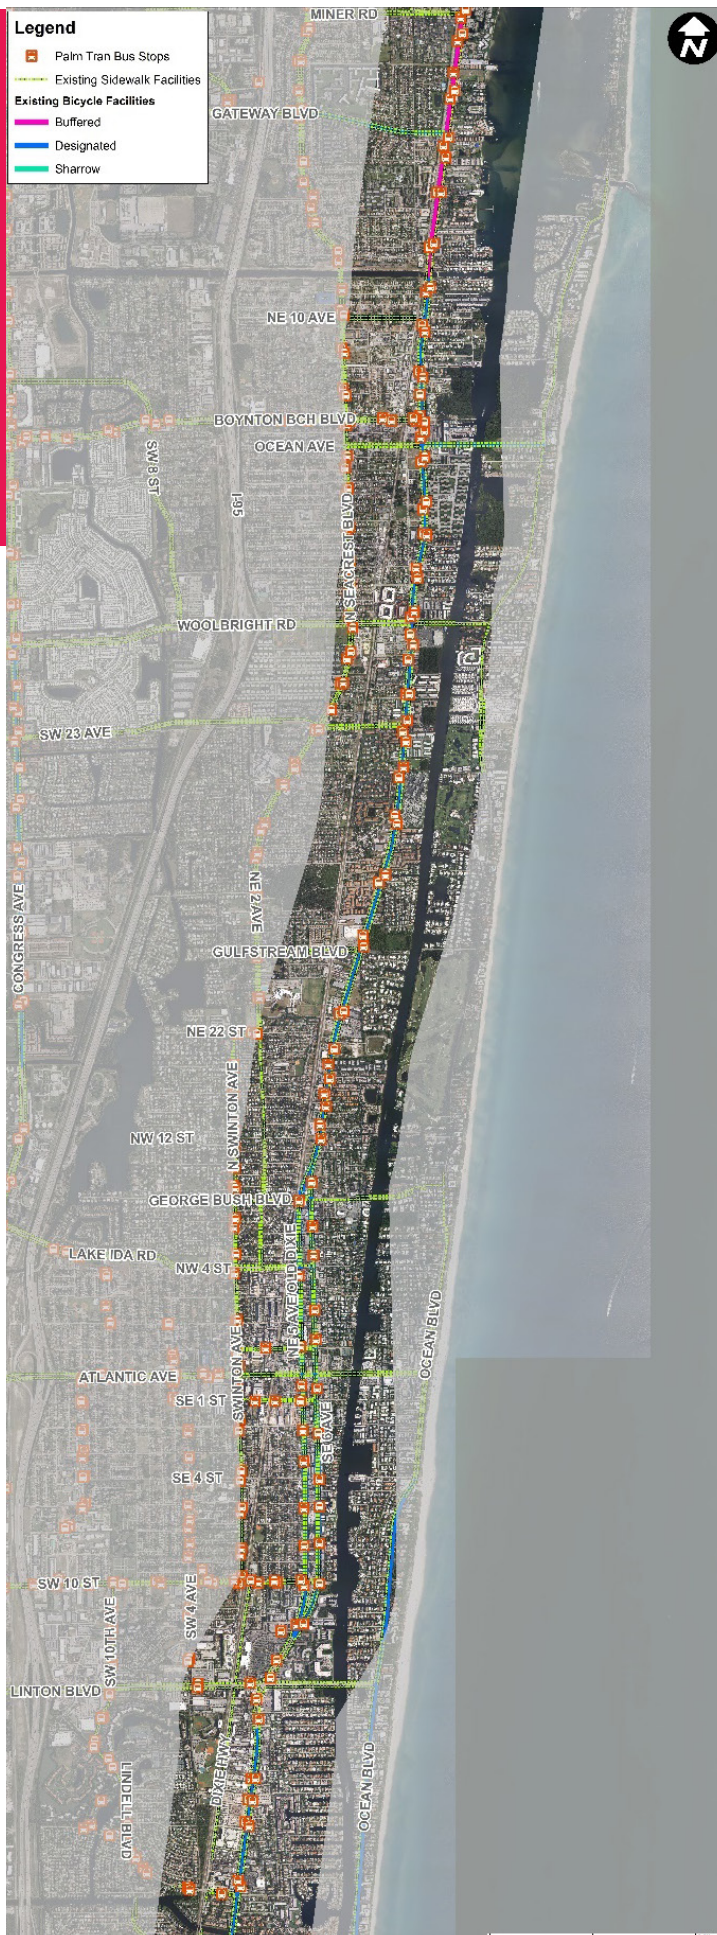 MINER RD
N
Legend
Palm Tran Bus Stops
Existing Sidewalk Facilities
Existing Bicycle Facilities
Buffered
Designated
Sharrow
GATEWAY BLVD
NE 10 AVE
BOYNTON BCH BLVD
OCEAN AVE
SW 8 ST
I-95
N SEACREST BLVD
WOOLBRIGHT RD
SW 23 AVE
CONGRESS AVE
NE 2 AVE
GULFSTREAM BLVD
NE 22 ST
N SWINTON AVE
NW 12 ST
GEORGE BUSH BLVD
LAKE IDA RD
NW 4 ST
E 5 AVE/OLD DIXIE
OCEAN BLVD
ATLANTIC AVE
SWINTON AVE
SE 1 ST
SE 6 AVE
SE 4 ST
SW 10 ST
SW 10TH AVE
SW 4 AVE
LINTON BLVD
DIXIE HWY
LINDELL BLVD
OCEAN BLVD